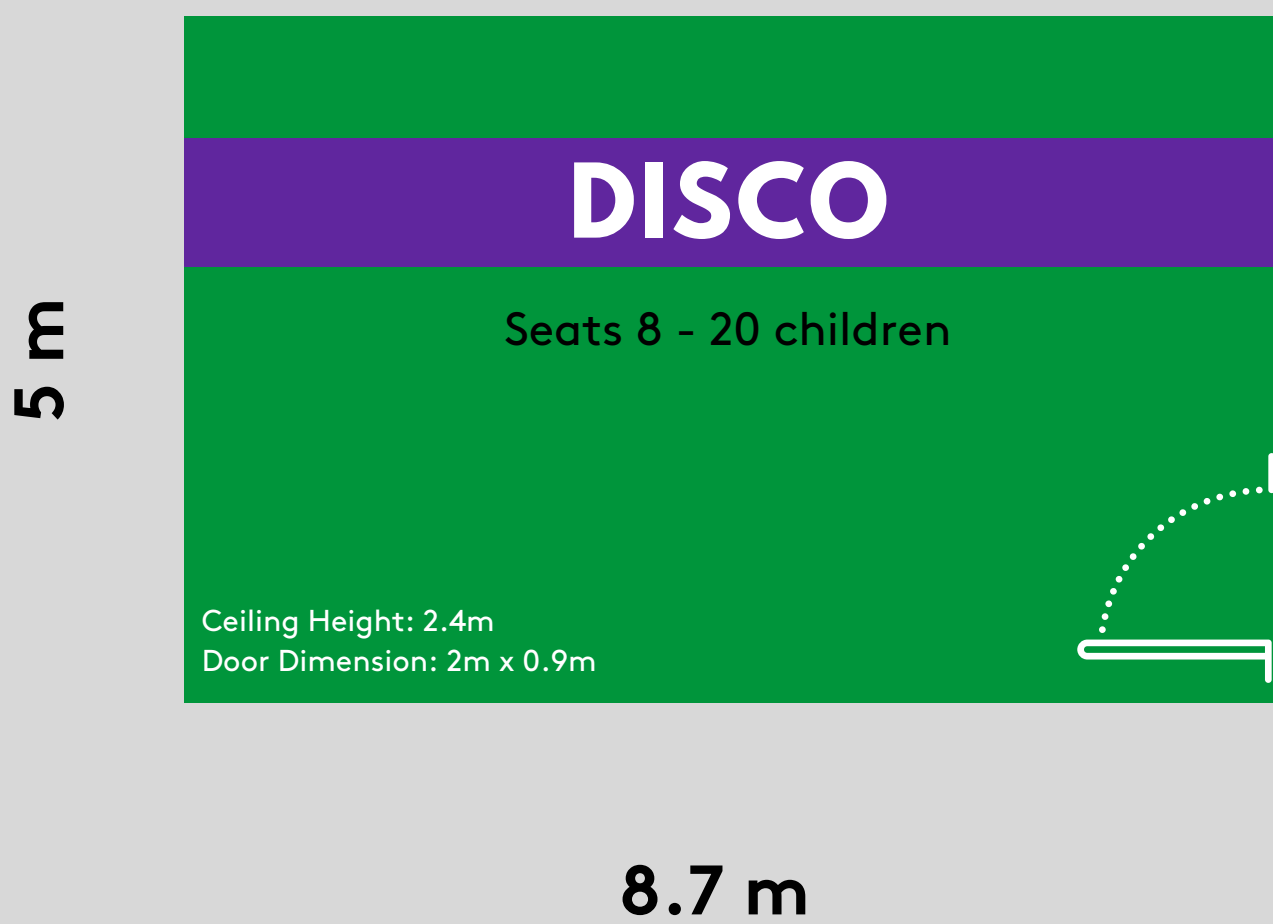 DISCO
Seats 8 - 20 children
5 m
Ceiling Height: 2.4m
Door Dimension: 2m x 0.9m
8.7 m